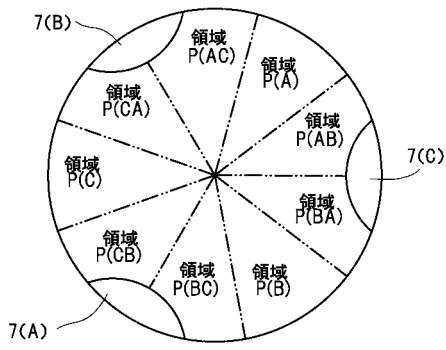 7(B)
領域
P(AC)
領域
P(A)
領域
P(CA)
領域
P(AB)
7(C)
領域
P(C)
領域
P(BA)
領域
P(CB)
領域
P(BC)
領域
P(B)
7(A)